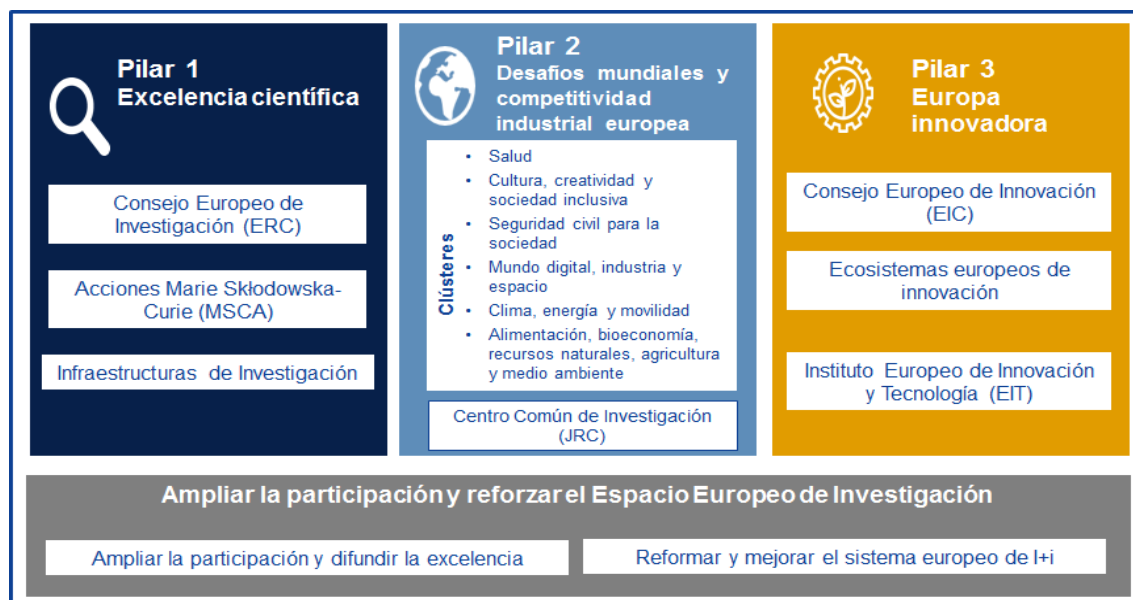 Pilar 1
Excelencia científica
Consejo Europeo de
Investigación (ERC)
Acciones Marie Skłodowska-
Curie (MSCA)
Infraestructuras de Investigación
Pilar 2
Desafíos mundiales y
competitividad
industrial europea
Clústeres
• Salud
• Cultura, creatividad y
sociedad inclusiva
• Seguridad civil para la
sociedad
• Mundo digital, industria y
espacio
• Clima, energía y movilidad
• Alimentación, bioeconomía,
recursos naturales, agricultura
y medio ambiente
Centro Común de Investigación
(JRC)
Pilar 3
Europa
innovadora
Consejo Europeo de Innovación
(EIC)
Ecosistemas europeos de
innovación
Instituto Europeo de Innovación
y Tecnología (EIT)
Ampliar la participación y reforzar el Espacio Europeo de Investigación
Ampliar la participación y difundir la excelencia
Reformar y mejorar el sistema europeo de I+i